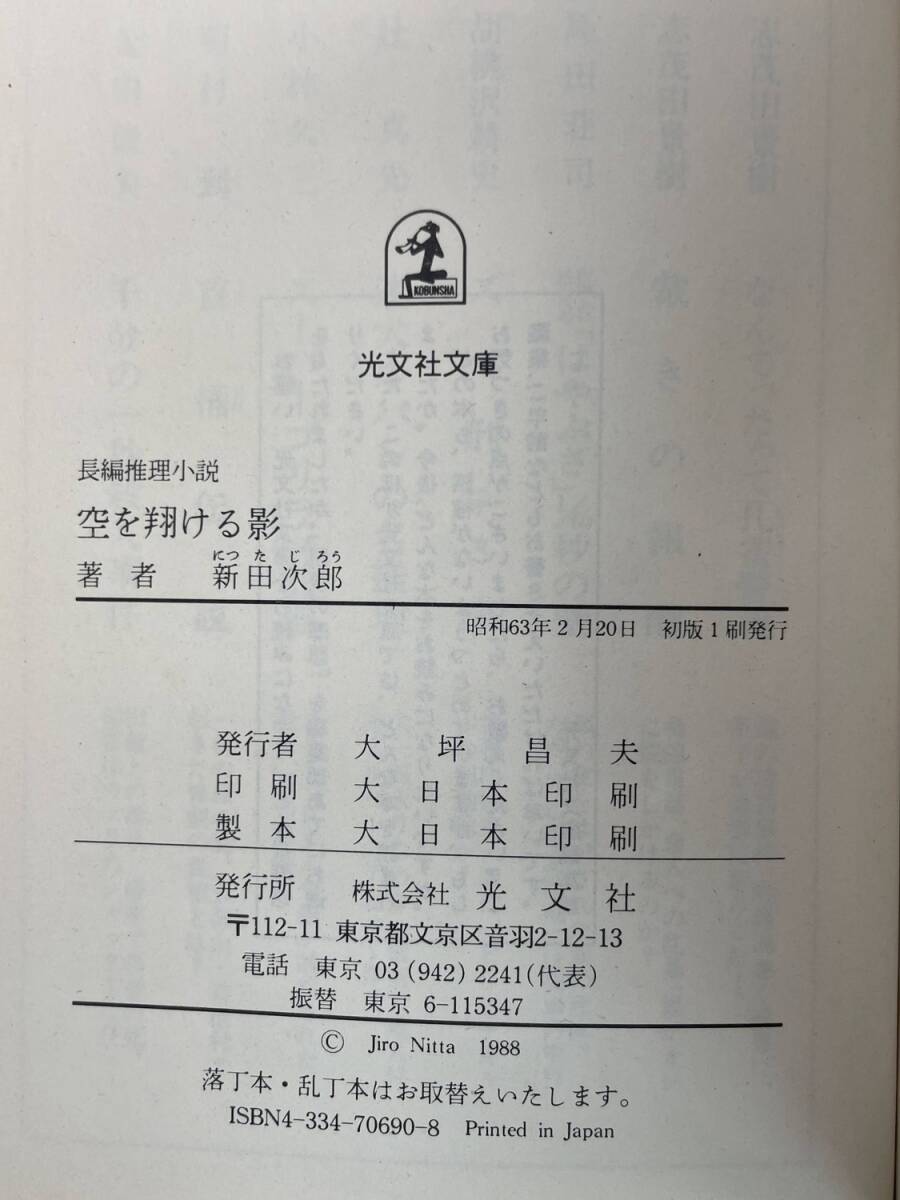 KOBUNSHA
光文社文庫
長編推理小説
空を翔ける影
につ た じ ろう
著者 新田次郎
昭和63年2月20日 初版1刷発行
発行者 大坪昌夫
印刷 大日本印刷
製本 大日本印刷
発行所 株式会社 光文社
〒112-11 東京都文京区音羽2-12-13
電話 東京 03(942)2241(代表)
振替 東京 6-115347
© Jiro Nitta 1988
落丁本・乱丁本はお取替えいたします。
ISBN4-334-70690-8 Printed in Japan